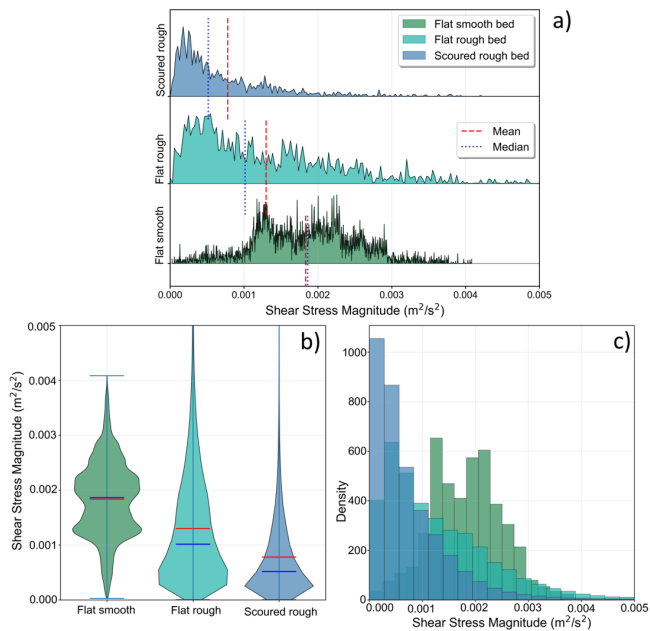 a)
Flat smooth bed
Flat rough bed
Scoured rough bed
Mean
Median
Scoured rough
Flat rough
Flat smooth
0.000 0.001 0.002 0.003 0.004 0.005
Shear Stress Magnitude (m²/s²)
b)
Shear Stress Magnitude (m²/s²)
0.005
0.004
0.003
0.002
0.001
0.000
Flat smooth Flat rough Scoured rough
c)
Density
1000
800
600
400
200
0
0.000 0.001 0.002 0.003 0.004 0.005
Shear Stress Magnitude (m²/s²)